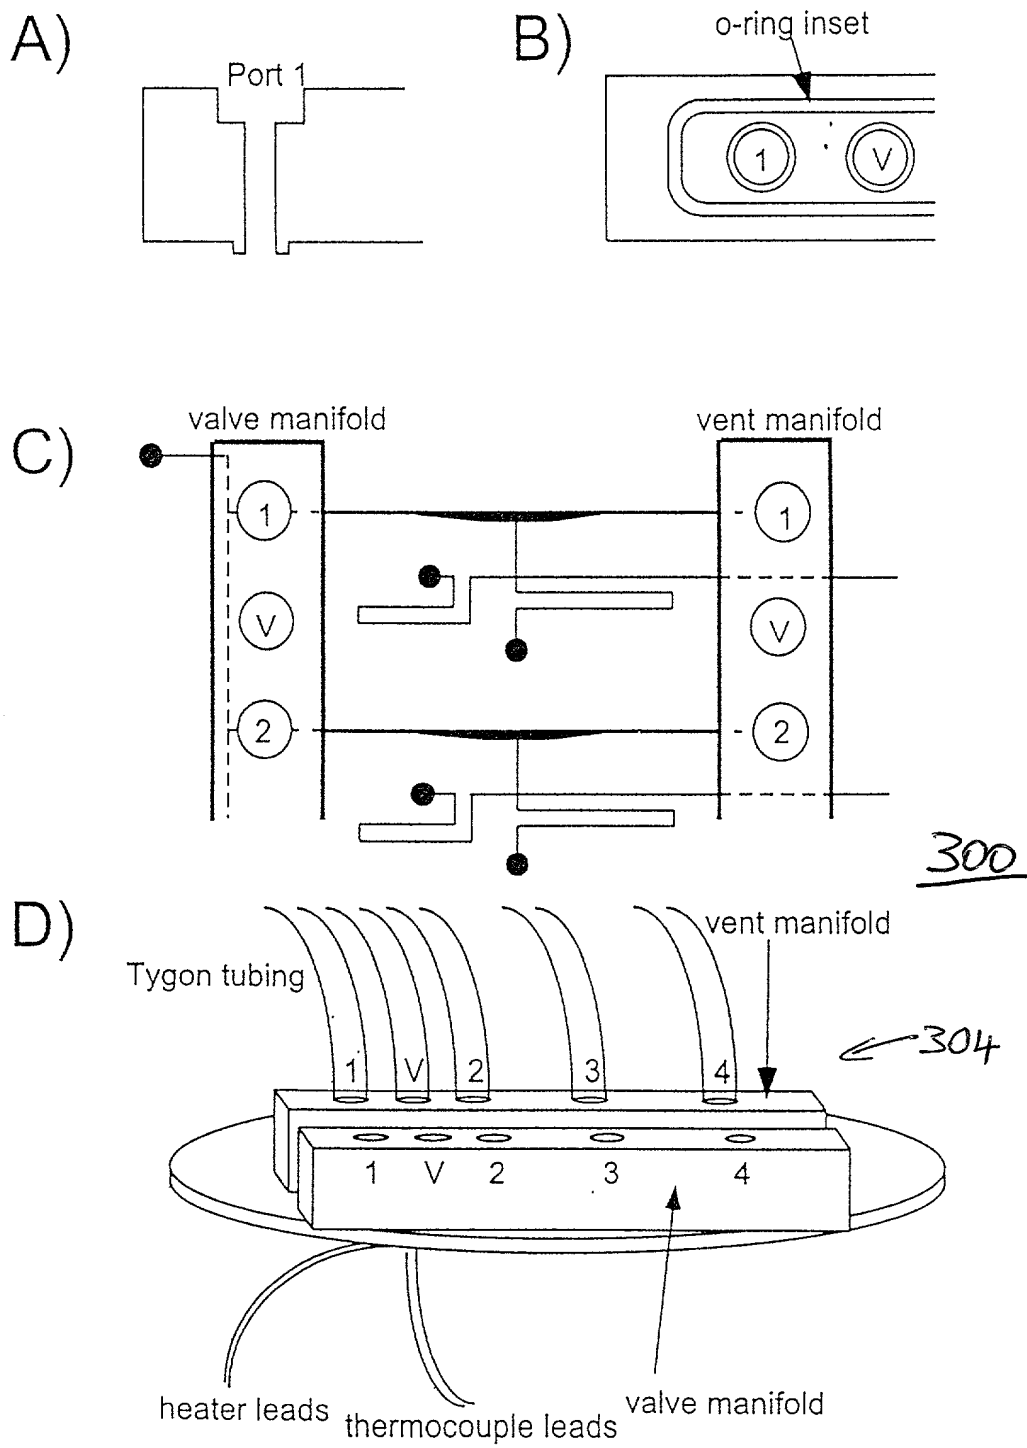 A)
Port 1
B)
o-ring inset
1 V
C)
valve manifold
vent manifold
1
V
2
1
V
2
300
D)
vent manifold
Tygon tubing
304
1 V 2 3 4
1 V 2 3 4
heater leads
thermocouple leads
valve manifold